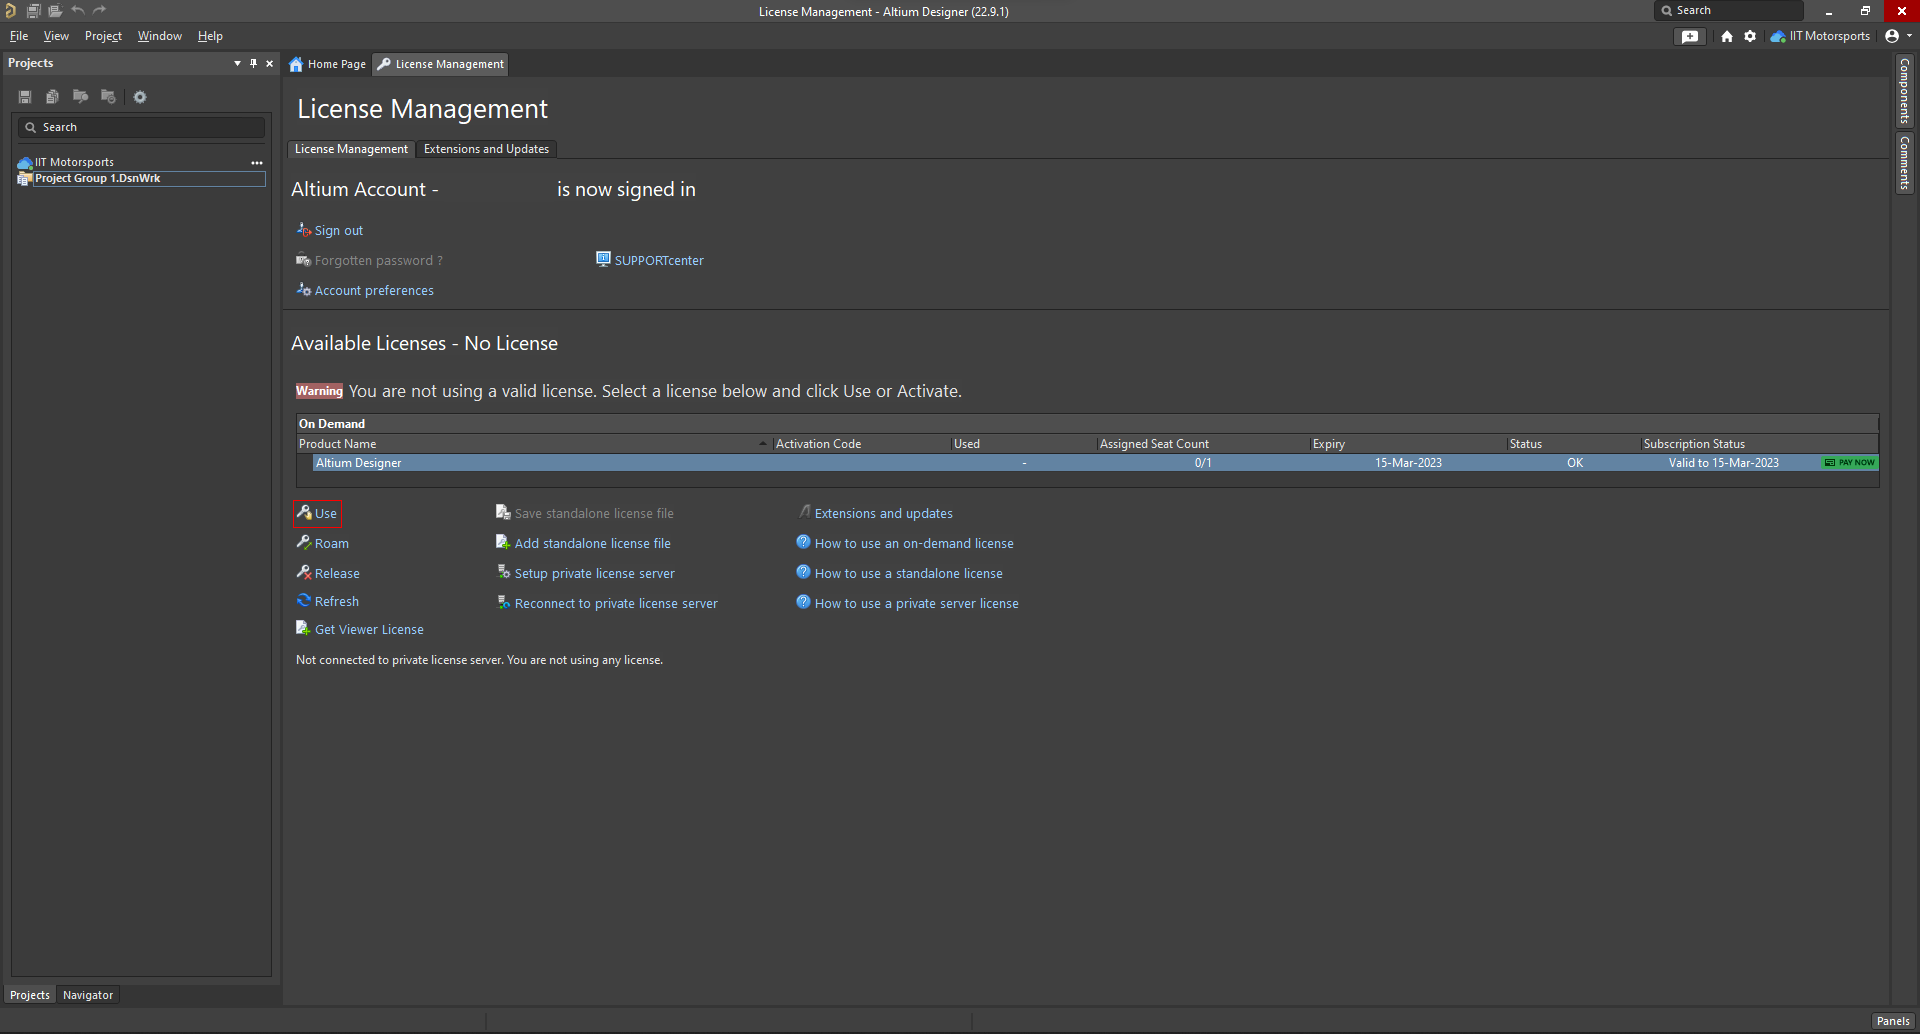 License Management - Altium Designer (22.9.1)
Search
File View Project Window Help
IIT Motorsports
Projects
Home Page
License Management
Components
Comments
Search
IIT Motorsports
Project Group 1.DsnWrk
License Management
License Management
Extensions and Updates
Altium Account - is now signed in
Sign out
Forgotten password ?
SUPPORTcenter
Account preferences
Available Licenses - No License
Warning You are not using a valid license. Select a license below and click Use or Activate.
On Demand
Product Name Activation Code Used Assigned Seat Count Expiry Status Subscription Status
Altium Designer - 0/1 15-Mar-2023 OK Valid to 15-Mar-2023 PAY NOW
Use
Save standalone license file
Extensions and updates
Roam
Add standalone license file
How to use an on-demand license
Release
Setup private license server
How to use a standalone license
Refresh
Reconnect to private license server
How to use a private server license
Get Viewer License
Not connected to private license server. You are not using any license.
Projects
Navigator
Panels